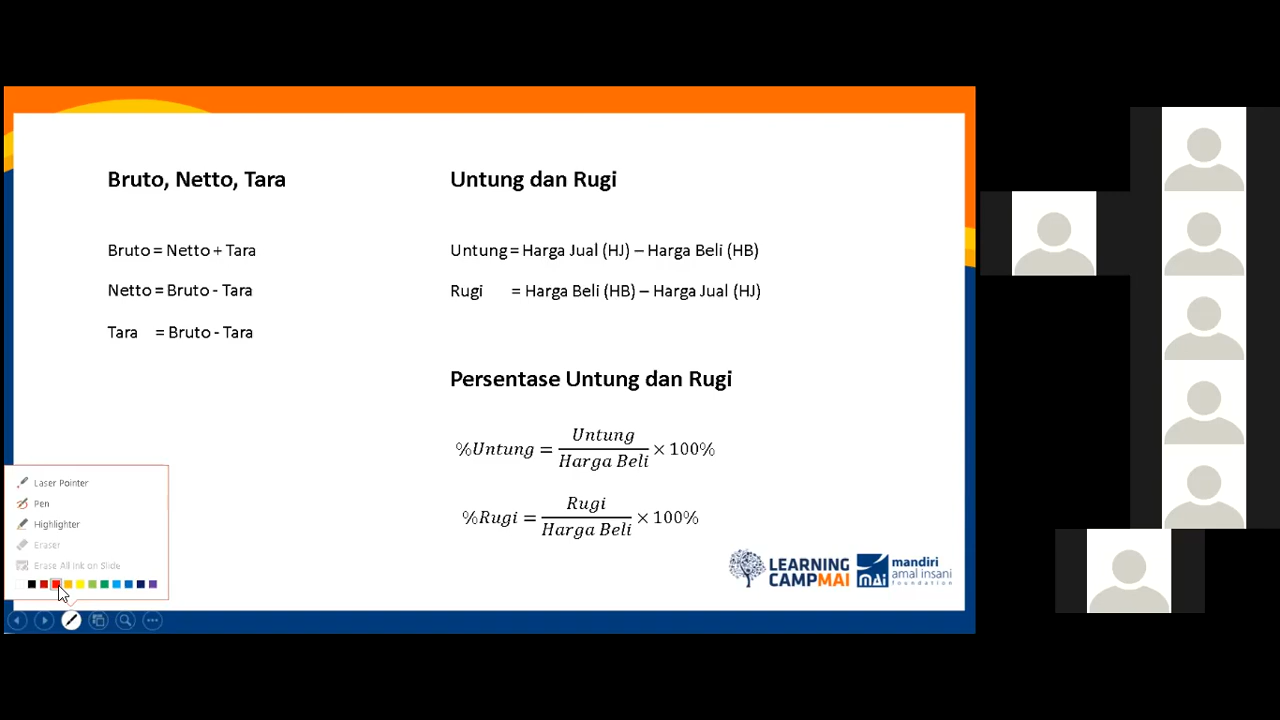 Bruto, Netto, Tara
Bruto = Netto + Tara
Netto = Bruto - Tara
Tara = Bruto - Tara
Untung dan Rugi
Untung = Harga Jual (HJ) – Harga Beli (HB)
Rugi = Harga Beli (HB) – Harga Jual (HJ)
Persentase Untung dan Rugi
%Untung = Untung / Harga Beli × 100%
%Rugi = Rugi / Harga Beli × 100%
Laser Pointer
Pen
Highlighter
Eraser
Erase All Ink on Slide
LEARNING
CAMPMAI
MAI
mandiri
amal insani
foundation